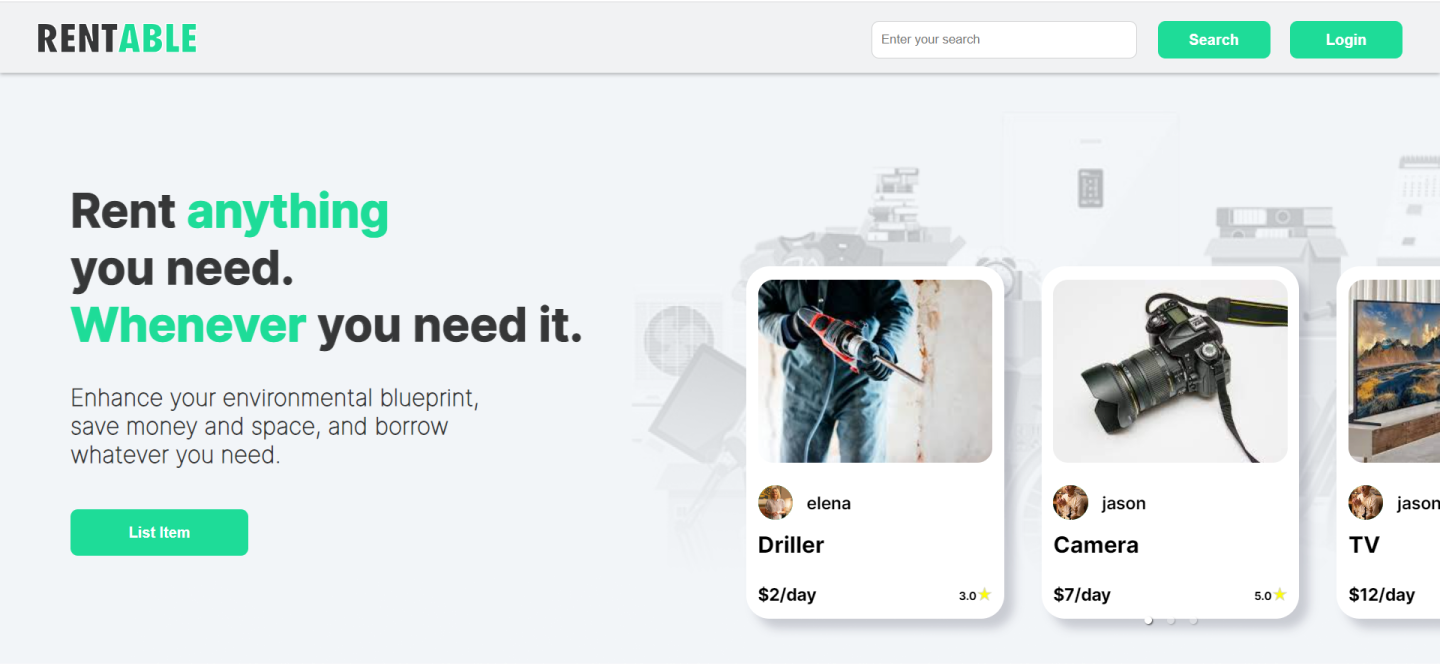 RENTABLE
Enter your search
Search
Login
Rent anything
you need.
Whenever you need it.
Enhance your environmental blueprint,
save money and space, and borrow
whatever you need.
List Item
elena
Driller
$2/day
3.0
jason
Camera
$7/day
5.0
jason
TV
$12/day